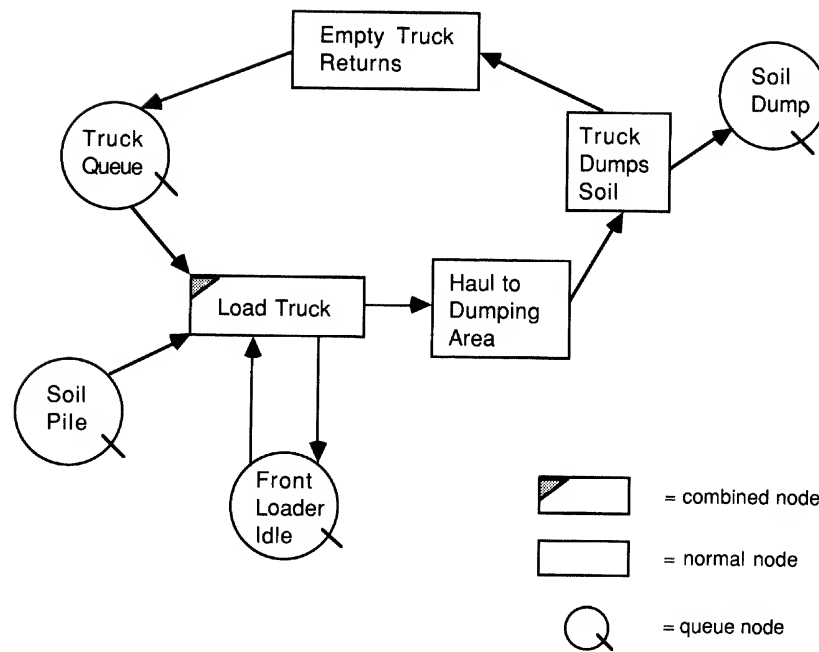 Empty Truck
Returns
Soil
Dump
Truck
Queue
Truck
Dumps
Soil
Load Truck
Haul to
Dumping
Area
Soil
Pile
Front
Loader
Idle
= combined node
= normal node
= queue node